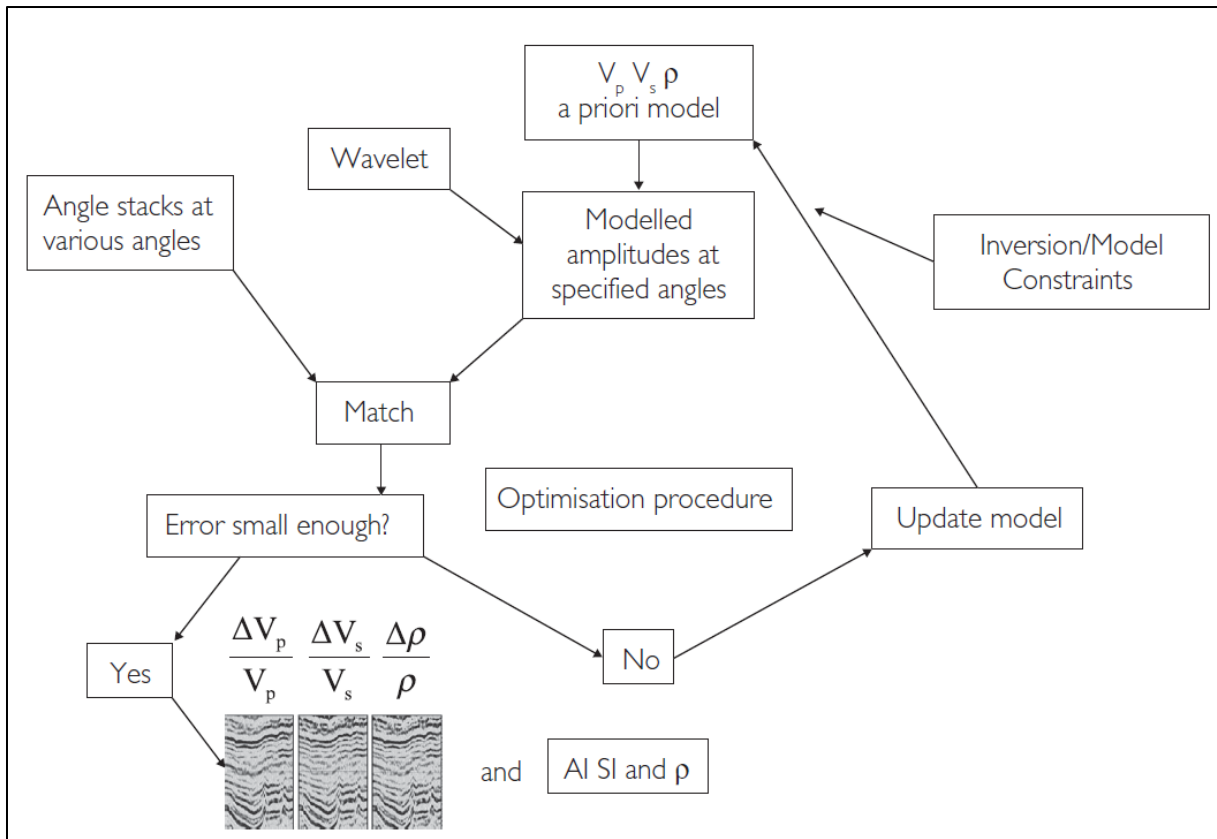 Vp Vs ρ
a priori model
Wavelet
Angle stacks at
various angles
Modelled
amplitudes at
specified angles
Inversion/Model
Constraints
Match
Optimisation procedure
Error small enough?
Update model
Yes
ΔVp ΔVs Δρ
Vp Vs ρ
No
and
AI SI and ρ